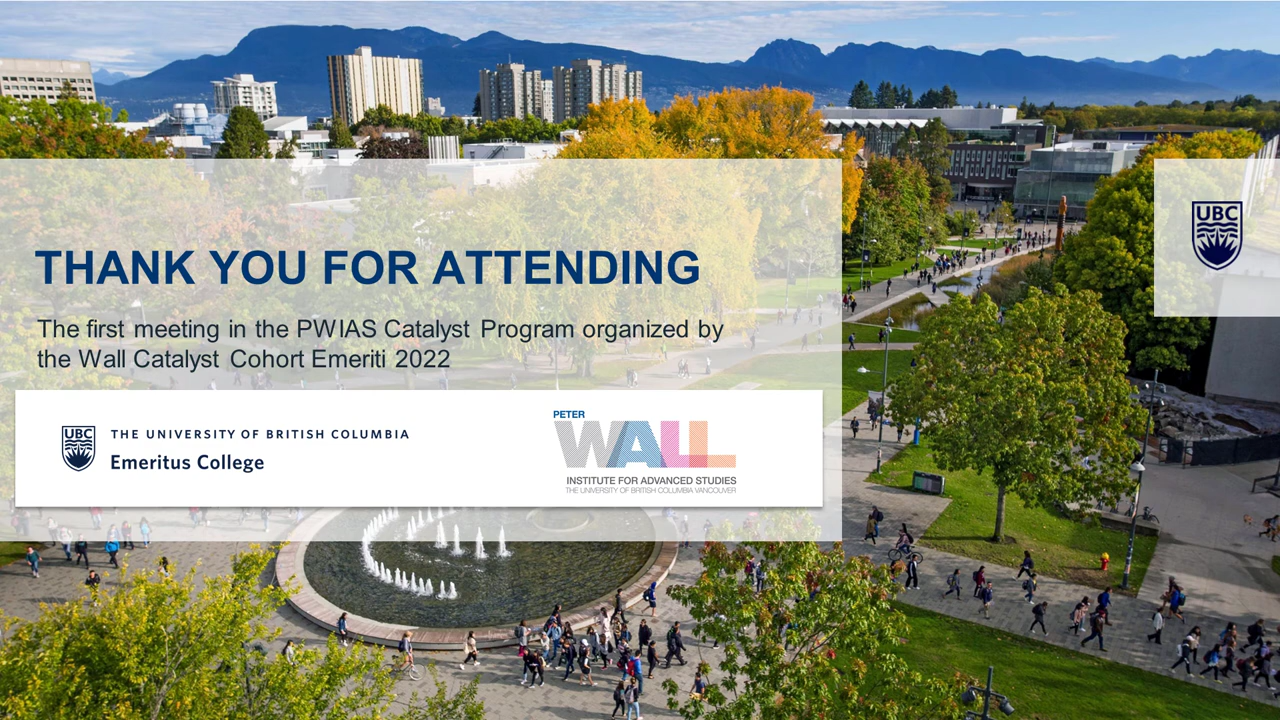 THANK YOU FOR ATTENDING
The first meeting in the PWIAS Catalyst Program organized by
the Wall Catalyst Cohort Emeriti 2022
UBC
THE UNIVERSITY OF BRITISH COLUMBIA
Emeritus College
PETER
WALL
INSTITUTE FOR ADVANCED STUDIES
THE UNIVERSITY OF BRITISH COLUMBIA VANCOUVER
UBC